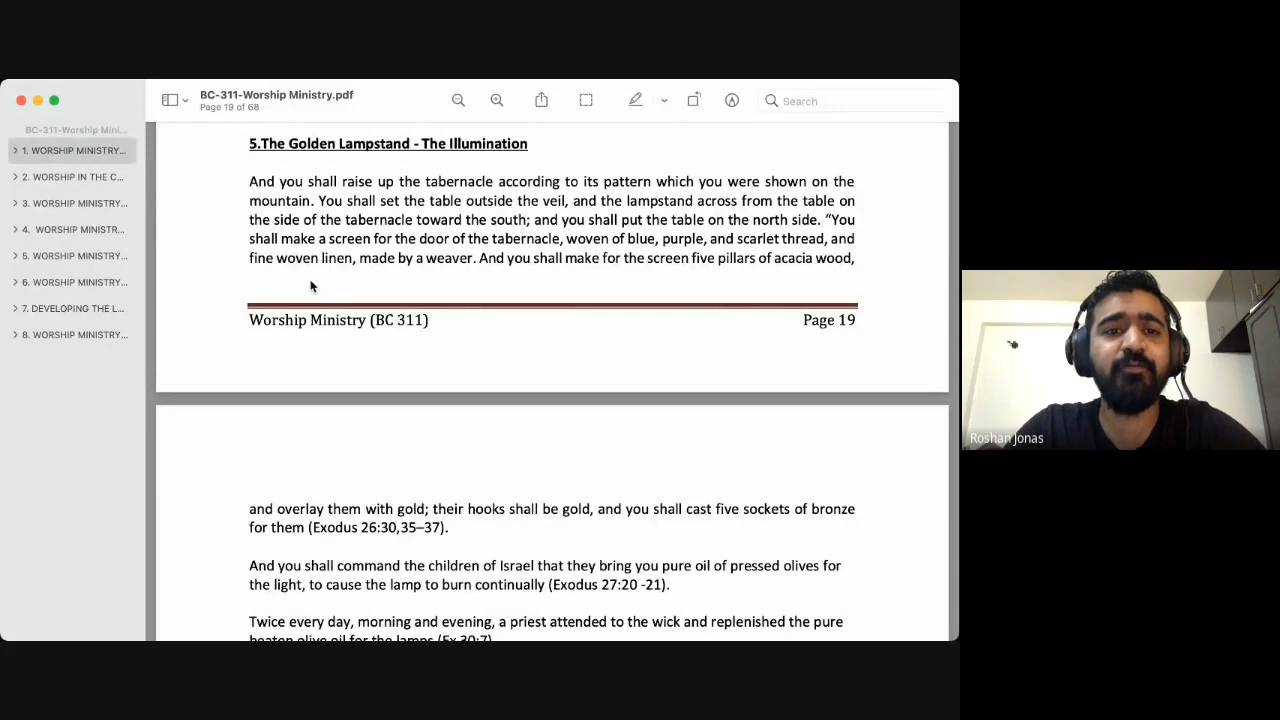 BC-311-Worship Ministry.pdf
Page 19 of 68
Search
BC-311-Worship Mini...
1. WORSHIP MINISTRY...
2. WORSHIP IN THE C...
3. WORSHIP MINISTRY...
4. WORSHIP MINISTR...
5. WORSHIP MINISTRY...
6. WORSHIP MINISTRY...
7. DEVELOPING THE L...
8. WORSHIP MINISTRY...
5.The Golden Lampstand - The Illumination
And you shall raise up the tabernacle according to its pattern which you were shown on the
mountain. You shall set the table outside the veil, and the lampstand across from the table on
the side of the tabernacle toward the south; and you shall put the table on the north side. “You
shall make a screen for the door of the tabernacle, woven of blue, purple, and scarlet thread, and
fine woven linen, made by a weaver. And you shall make for the screen five pillars of acacia wood,
Worship Ministry (BC 311) Page 19
and overlay them with gold; their hooks shall be gold, and you shall cast five sockets of bronze
for them (Exodus 26:30,35–37).
And you shall command the children of Israel that they bring you pure oil of pressed olives for
the light, to cause the lamp to burn continually (Exodus 27:20 -21).
Twice every day, morning and evening, a priest attended to the wick and replenished the pure
beaten olive oil for the lamps (Ex 30:7)
Roshan Jonas